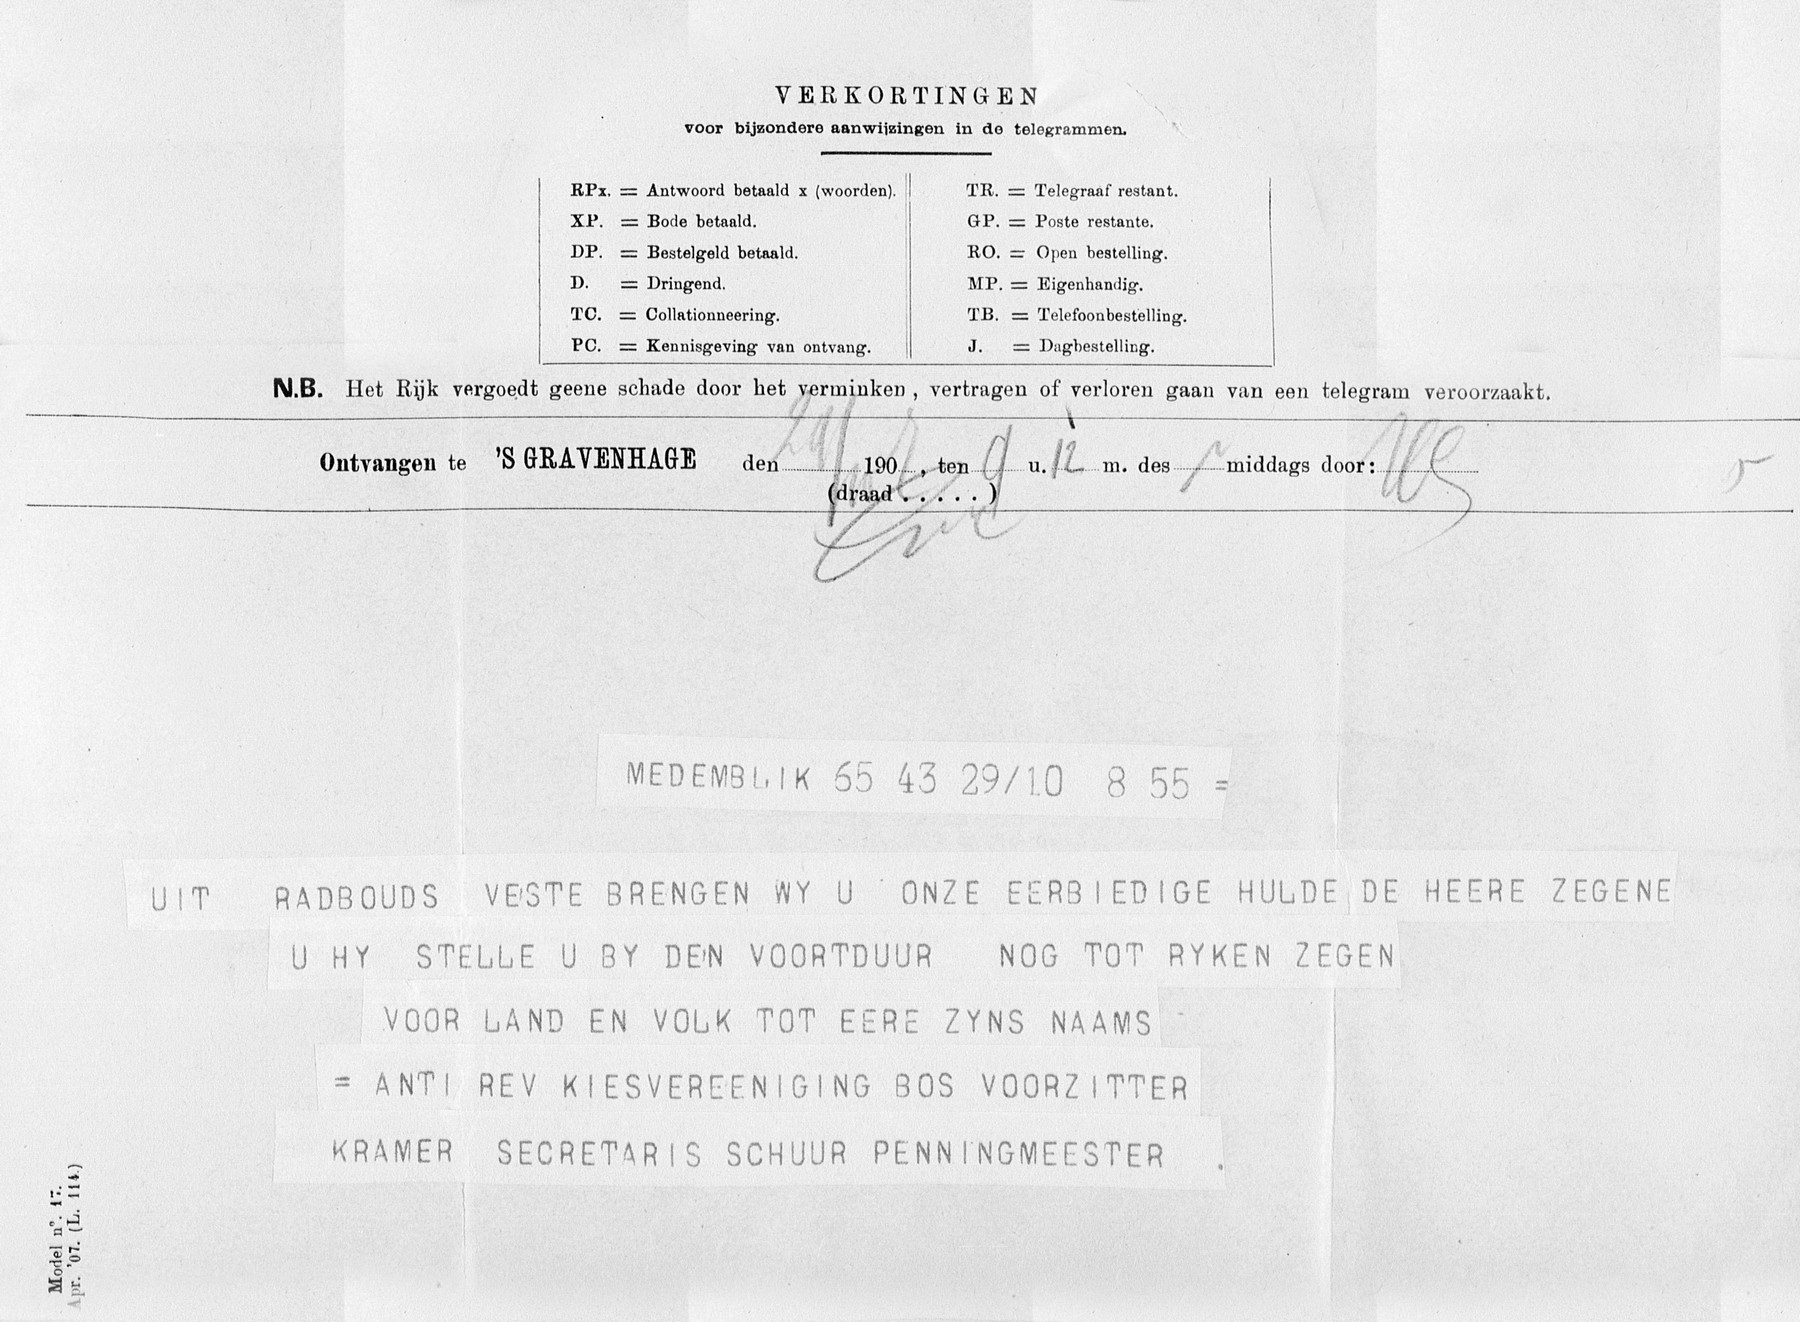 VERKORTINGEN
voor bijzondere aanwijzingen in de telegrammen.
RPx. = Antwoord betaald x (woorden).
XP. = Bode betaald.
DP. = Bestelgeld betaald.
D. = Dringend.
TC. = Collationneering.
PC. = Kennisgeving van ontvang.
TR. = Telegraaf restant.
GP. = Poste restante.
RO. = Open bestelling.
MP. = Eigenhandig.
TB. = Telefoonbestelling.
J. = Dagbestelling.
N.B. Het Rijk vergoedt geene schade door het verminken, vertragen of verloren gaan van een telegram veroorzaakt.
Ontvangen te 'S GRAVENHAGE den 29/ 190 , ten 9 u. 12 m. des middags door:
(draad . . . . . )
MEDEMBLIK 65 43 29/10 8 55 =
UIT RADBOUDS VESTE BRENGEN WY U ONZE EERBIEDIGE HULDE DE HEERE ZEGENE
U HY STELLE U BY DEN VOORTDUUR NOG TOT RYKEN ZEGEN
VOOR LAND EN VOLK TOT EERE ZYNS NAAMS
= ANTI REV KIESVEREENIGING BOS VOORZITTER
KRAMER SECRETARIS SCHUUR PENNINGMEESTER .
Model n°. 17.
Apr. '07. (L. 114.)